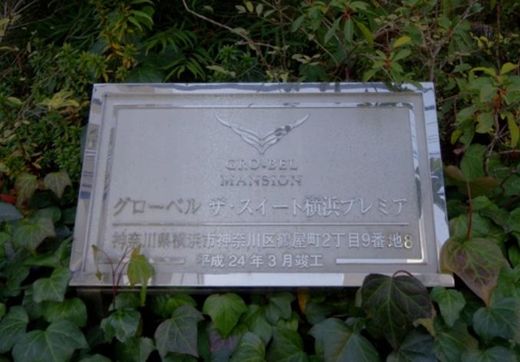 GRO-BEL
MANSION
グローベル ザ・スイート横浜プレミア
神奈川県横浜市神奈川区鶴屋町2丁目9番地8
平成24年3月竣工